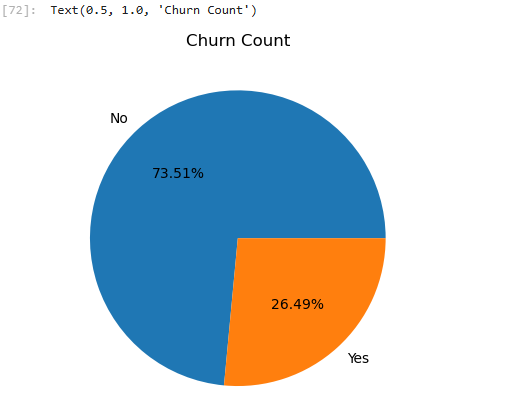 [72]: Text(0.5, 1.0, 'Churn Count')
Churn Count
No
73.51%
26.49%
Yes